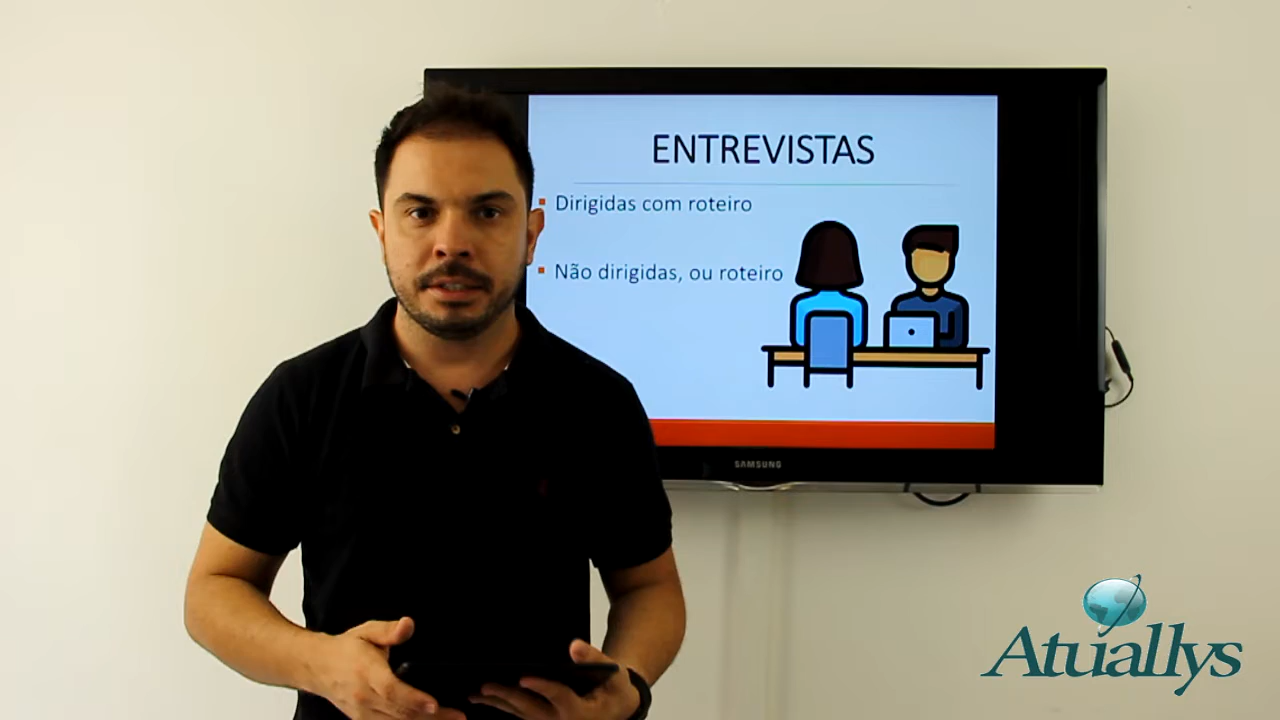 ENTREVISTAS
Dirigidas com roteiro
Não dirigidas, ou roteiro
SAMSUNG
Atuallys